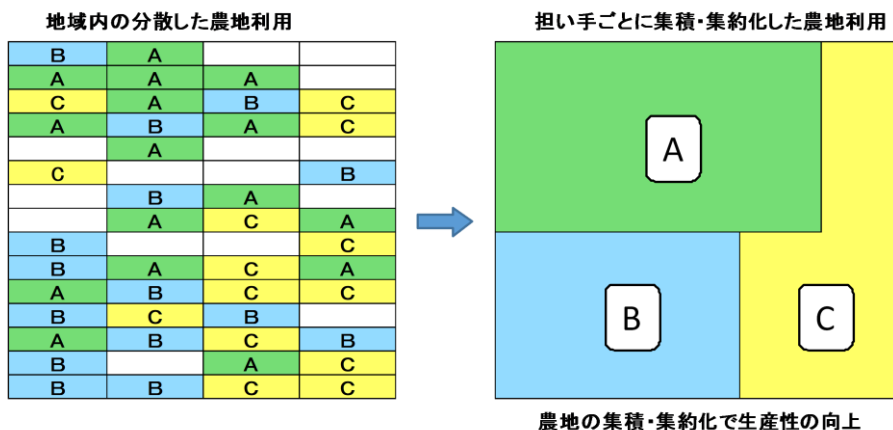 地域内の分散した農地利用
B A
A A A
C A B C
A B A C
A
C B
B A
A C A
B C
B A C A
A B C C
B C B
A B C B
B A C
B B C C
担い手ごとに集積・集約化した農地利用
A
B C
農地の集積・集約化で生産性の向上